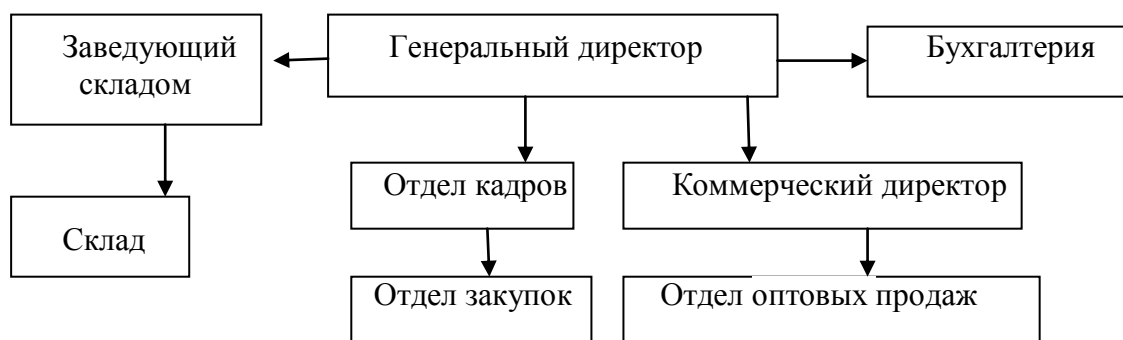 Заведующий
складом
Генеральный директор
Бухгалтерия
Отдел кадров
Коммерческий директор
Склад
Отдел закупок
Отдел оптовых продаж